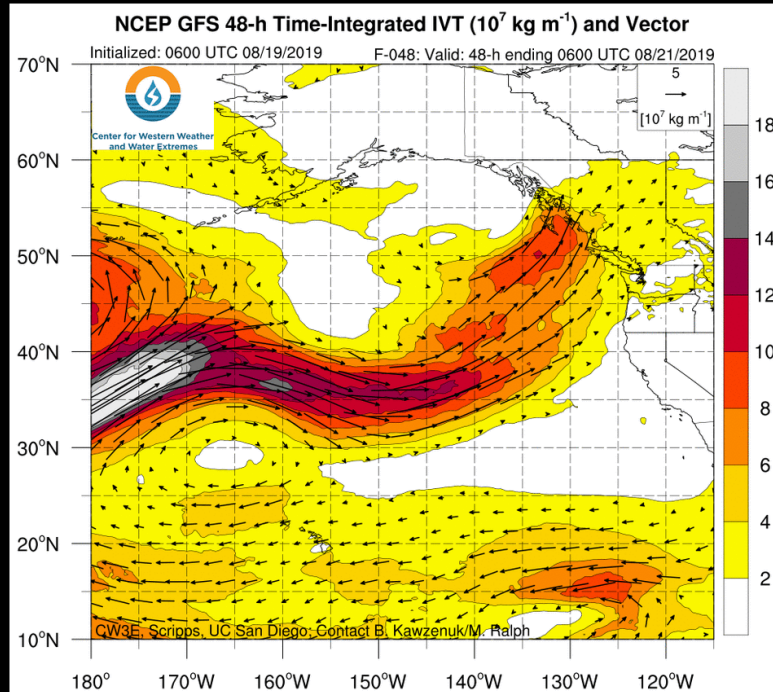 NCEP GFS 48-h Time-Integrated IVT (10⁷ kg m⁻¹) and Vector
Initialized: 0600 UTC 08/19/2019 F-048: Valid: 48-h ending 0600 UTC 08/21/2019
70°N
5
[10⁷ kg m⁻¹]
Center for Western Weather
and Water Extremes
18
60°N
16
14
50°N
12
40°N
10
8
30°N
6
4
20°N
2
CW3E, Scripps, UC San Diego; Contact B. Kawzenuk/M. Ralph
10°N
180° 170°W 160°W 150°W 140°W 130°W 120°W